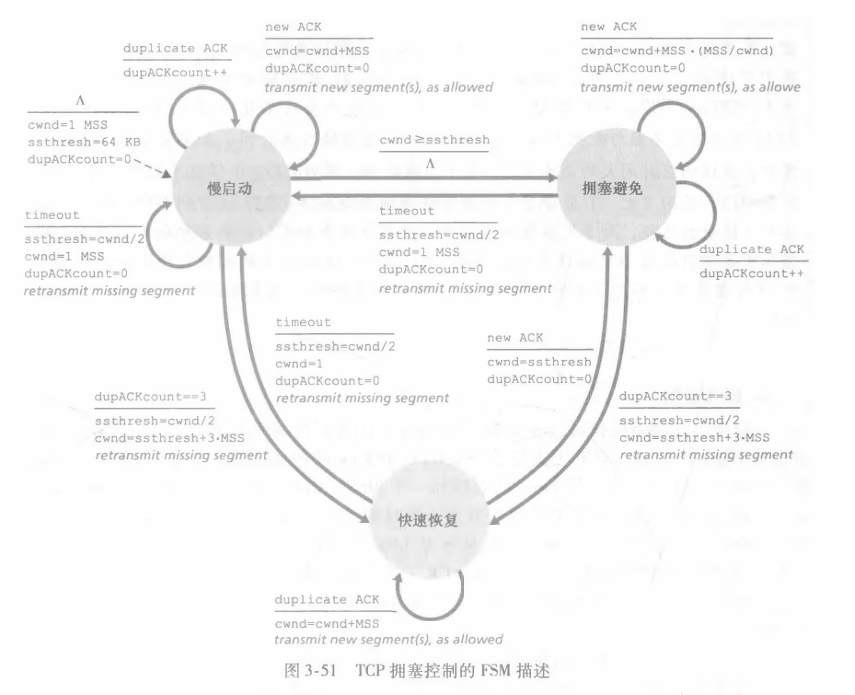 new ACK
cwnd=cwnd+MSS
dupACKcount=0
transmit new segment(s), as allowed
new ACK
cwnd=cwnd+MSS·(MSS/cwnd)
dupACKcount=0
transmit new segment(s), as allowe
duplicate ACK
dupACKcount++
Λ
cwnd=1 MSS
ssthresh=64 KB
dupACKcount=0
慢启动
cwnd≥ssthresh
Λ
拥塞避免
timeout
ssthresh=cwnd/2
cwnd=1 MSS
dupACKcount=0
retransmit missing segment
timeout
ssthresh=cwnd/2
cwnd=1 MSS
dupACKcount=0
retransmit missing segment
duplicate ACK
dupACKcount++
timeout
ssthresh=cwnd/2
cwnd=1
dupACKcount=0
retransmit missing segment
new ACK
cwnd=ssthresh
dupACKcount=0
dupACKcount==3
ssthresh=cwnd/2
cwnd=ssthresh+3·MSS
retransmit missing segment
dupACKcount==3
ssthresh=cwnd/2
cwnd=ssthresh+3·MSS
retransmit missing segment
快速恢复
duplicate ACK
cwnd=cwnd+MSS
transmit new segment(s), as allowed
图 3-51 TCP 拥塞控制的 FSM 描述